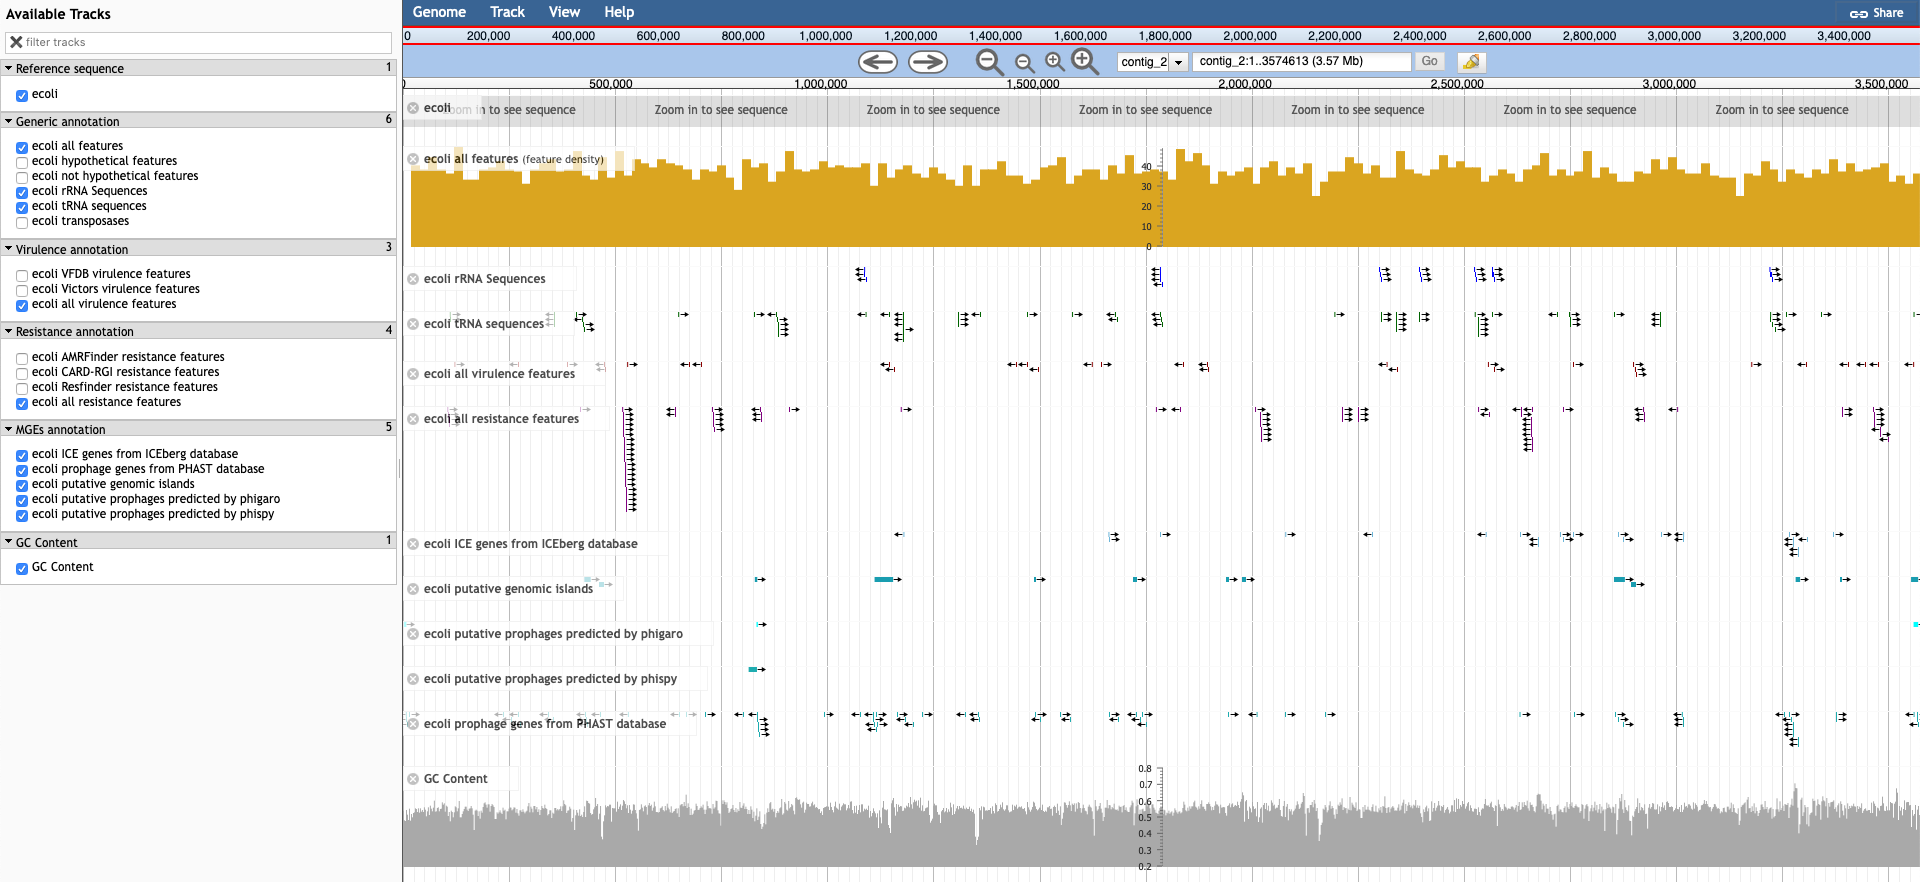 Available Tracks
filter tracks
Reference sequence 1
ecoli
Generic annotation 6
ecoli all features
ecoli hypothetical features
ecoli not hypothetical features
ecoli rRNA Sequences
ecoli tRNA sequences
ecoli transposases
Virulence annotation 3
ecoli VFDB virulence features
ecoli Victors virulence features
ecoli all virulence features
Resistance annotation 4
ecoli AMRFinder resistance features
ecoli CARD-RGI resistance features
ecoli Resfinder resistance features
ecoli all resistance features
MGEs annotation 5
ecoli ICE genes from ICEberg database
ecoli prophage genes from PHAST database
ecoli putative genomic islands
ecoli putative prophages predicted by phigaro
ecoli putative prophages predicted by phispy
GC Content 1
GC Content
Genome Track View Help Share
0 200,000 400,000 600,000 800,000 1,000,000 1,200,000 1,400,000 1,600,000 1,800,000 2,000,000 2,200,000 2,400,000 2,600,000 2,800,000 3,000,000 3,200,000 3,400,000
contig_2 contig_2:1..3574613 (3.57 Mb) Go
0 500,000 1,000,000 1,500,000 2,000,000 2,500,000 3,000,000 3,500,000
ecoli Zoom in to see sequence Zoom in to see sequence Zoom in to see sequence Zoom in to see sequence Zoom in to see sequence Zoom in to see sequence Zoom in to see sequence
ecoli all features (feature density)
40
30
20
10
0
ecoli rRNA Sequences
ecoli tRNA sequences
ecoli all virulence features
ecoli all resistance features
ecoli ICE genes from ICEberg database
ecoli putative genomic islands
ecoli putative prophages predicted by phigaro
ecoli putative prophages predicted by phispy
ecoli prophage genes from PHAST database
GC Content
0.8
0.7
0.6
0.5
0.4
0.3
0.2